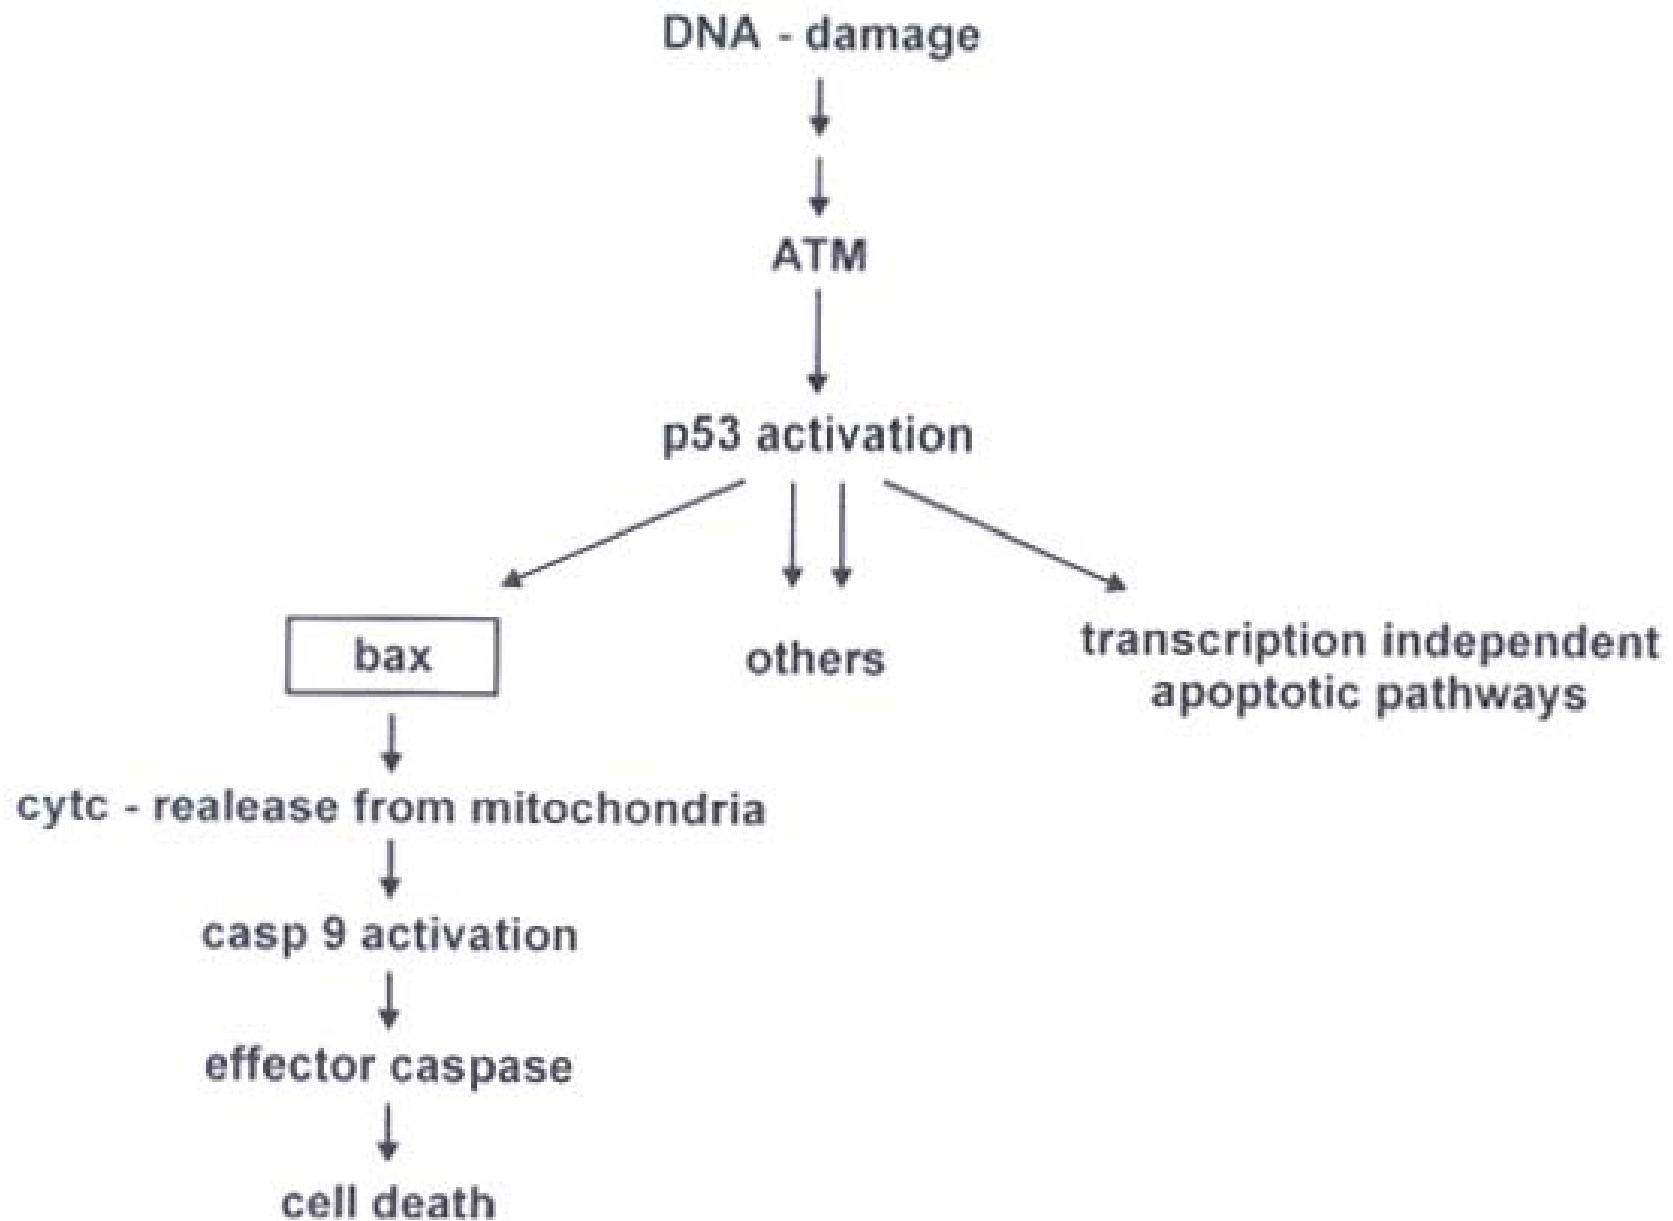 DNA - damage
ATM
p53 activation
bax
others
transcription independent
apoptotic pathways
cytc - realease from mitochondria
casp 9 activation
effector caspase
cell death